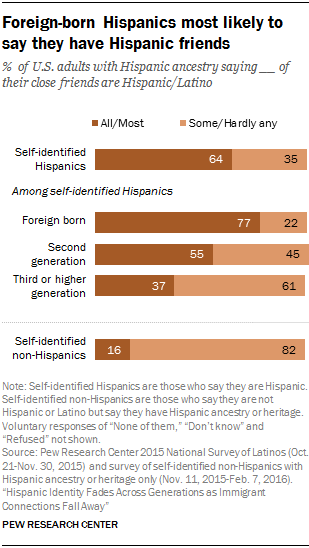 Foreign-born Hispanics most likely to
say they have Hispanic friends
% of U.S. adults with Hispanic ancestry saying __ of
their close friends are Hispanic/Latino
All/Most Some/Hardly any
Self-identified
Hispanics 64 35
Among self-identified Hispanics
Foreign born 77 22
Second
generation 55 45
Third or higher
generation 37 61
Self-identified
non-Hispanics 16 82
Note: Self-identified Hispanics are those who say they are Hispanic.
Self-identified non-Hispanics are those who say they are not
Hispanic or Latino but say they have Hispanic ancestry or heritage.
Voluntary responses of “None of them,” “Don’t know” and
“Refused” not shown.
Source: Pew Research Center 2015 National Survey of Latinos (Oct.
21-Nov. 30, 2015) and survey of self-identified non-Hispanics with
Hispanic ancestry or heritage only (Nov. 11, 2015-Feb. 7, 2016).
“Hispanic Identity Fades Across Generations as Immigrant
Connections Fall Away”
PEW RESEARCH CENTER